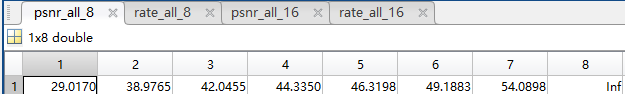 psnr_all_8 rate_all_8 psnr_all_16 rate_all_16
1x8 double
1 2 3 4 5 6 7 8
1 29.0170 38.9765 42.0455 44.3350 46.3198 49.1883 54.0898 Inf